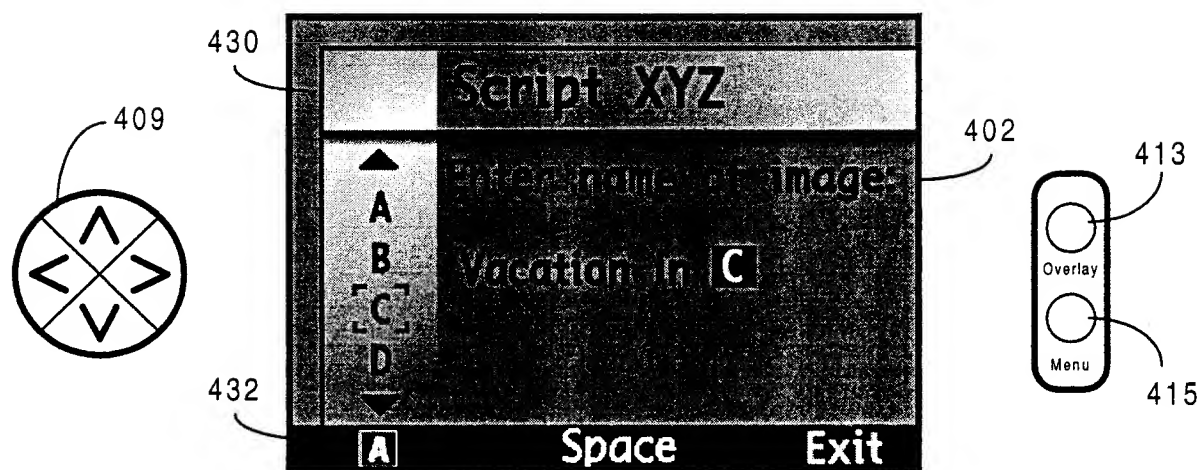 430
Script XYZ
409
402
413
Enter name of images
A
B
C
D
Vacation in C
Overlay
Menu
432
415
A Space Exit